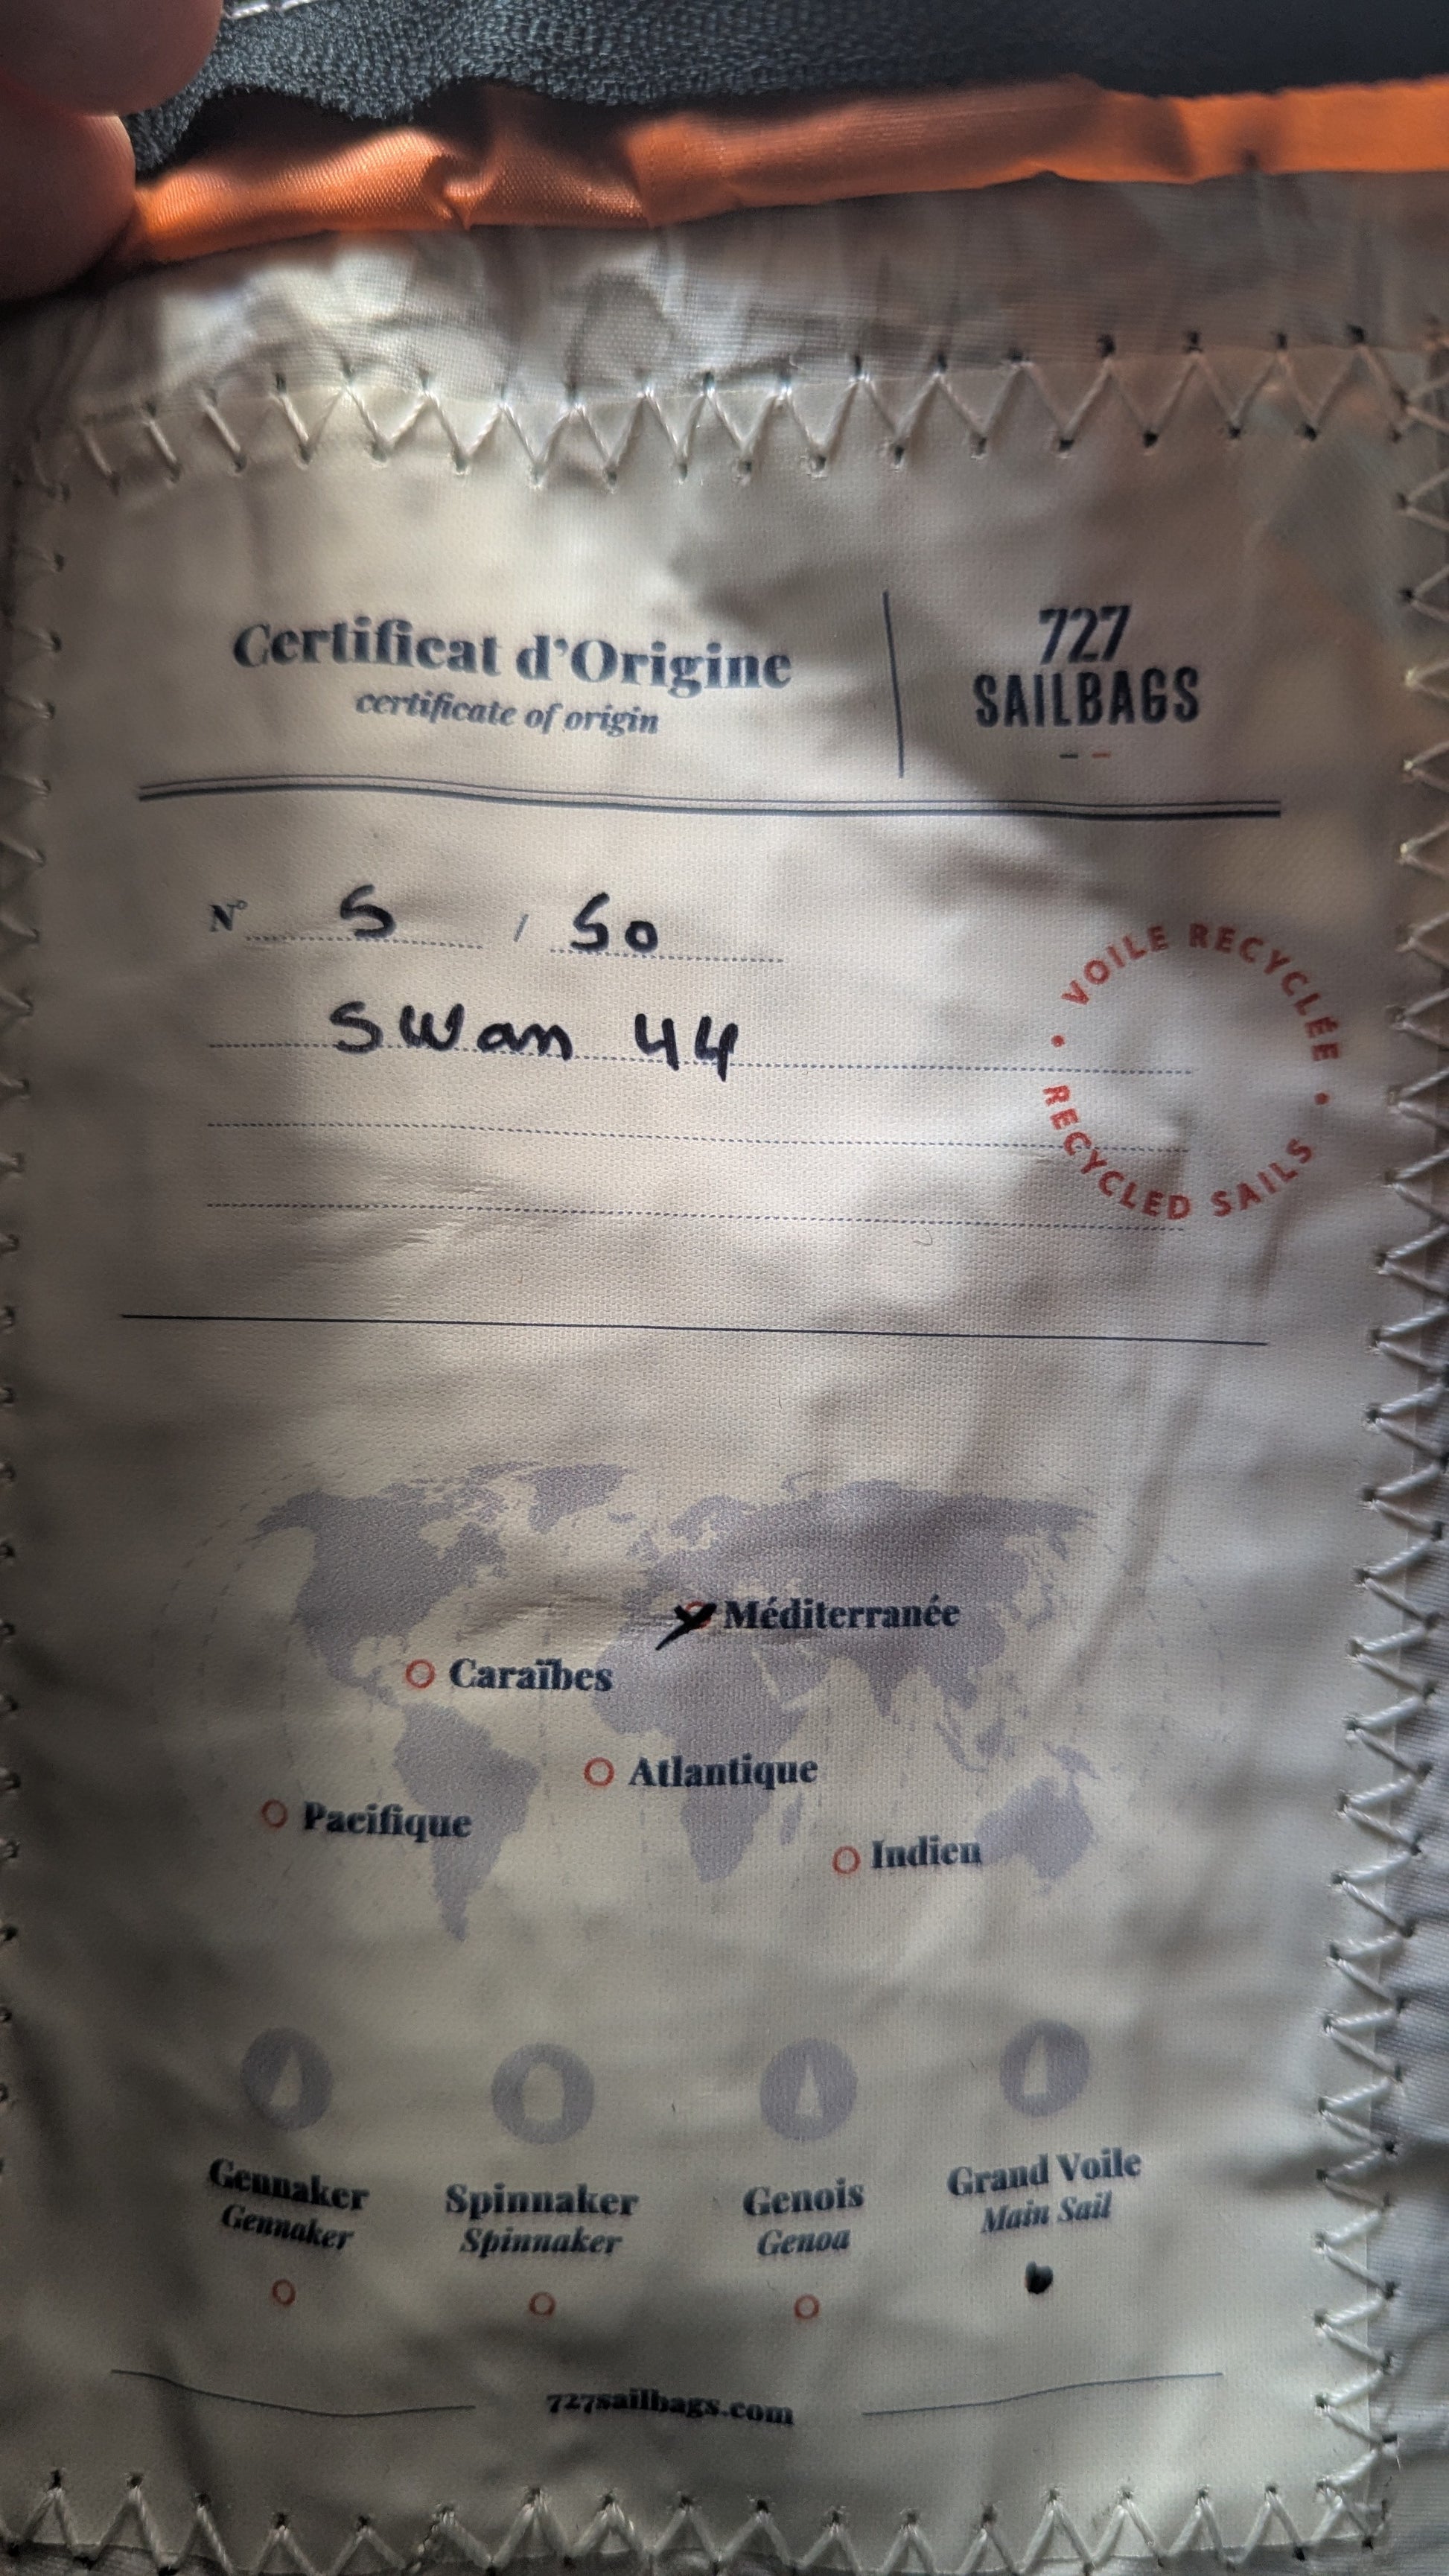 Certificat d'Origine
certificate of origin
727
SAILBAGS
N° 5 / 50
Swan 44
VOILE RECYCLÉE • RECYCLED SAILS •
Méditerranée
Caraïbes
Atlantique
Pacifique
Indien
Gennaker
Gennaker
Spinnaker
Spinnaker
Genois
Genoa
Grand Voile
Main Sail
727sailbags.com